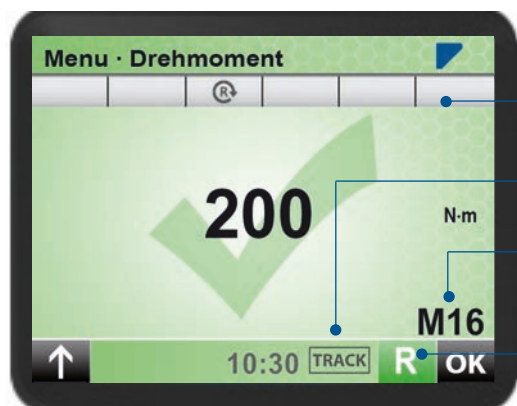 Menu · Drehmoment
R
200
N·m
M16
10:30 TRACK R OK